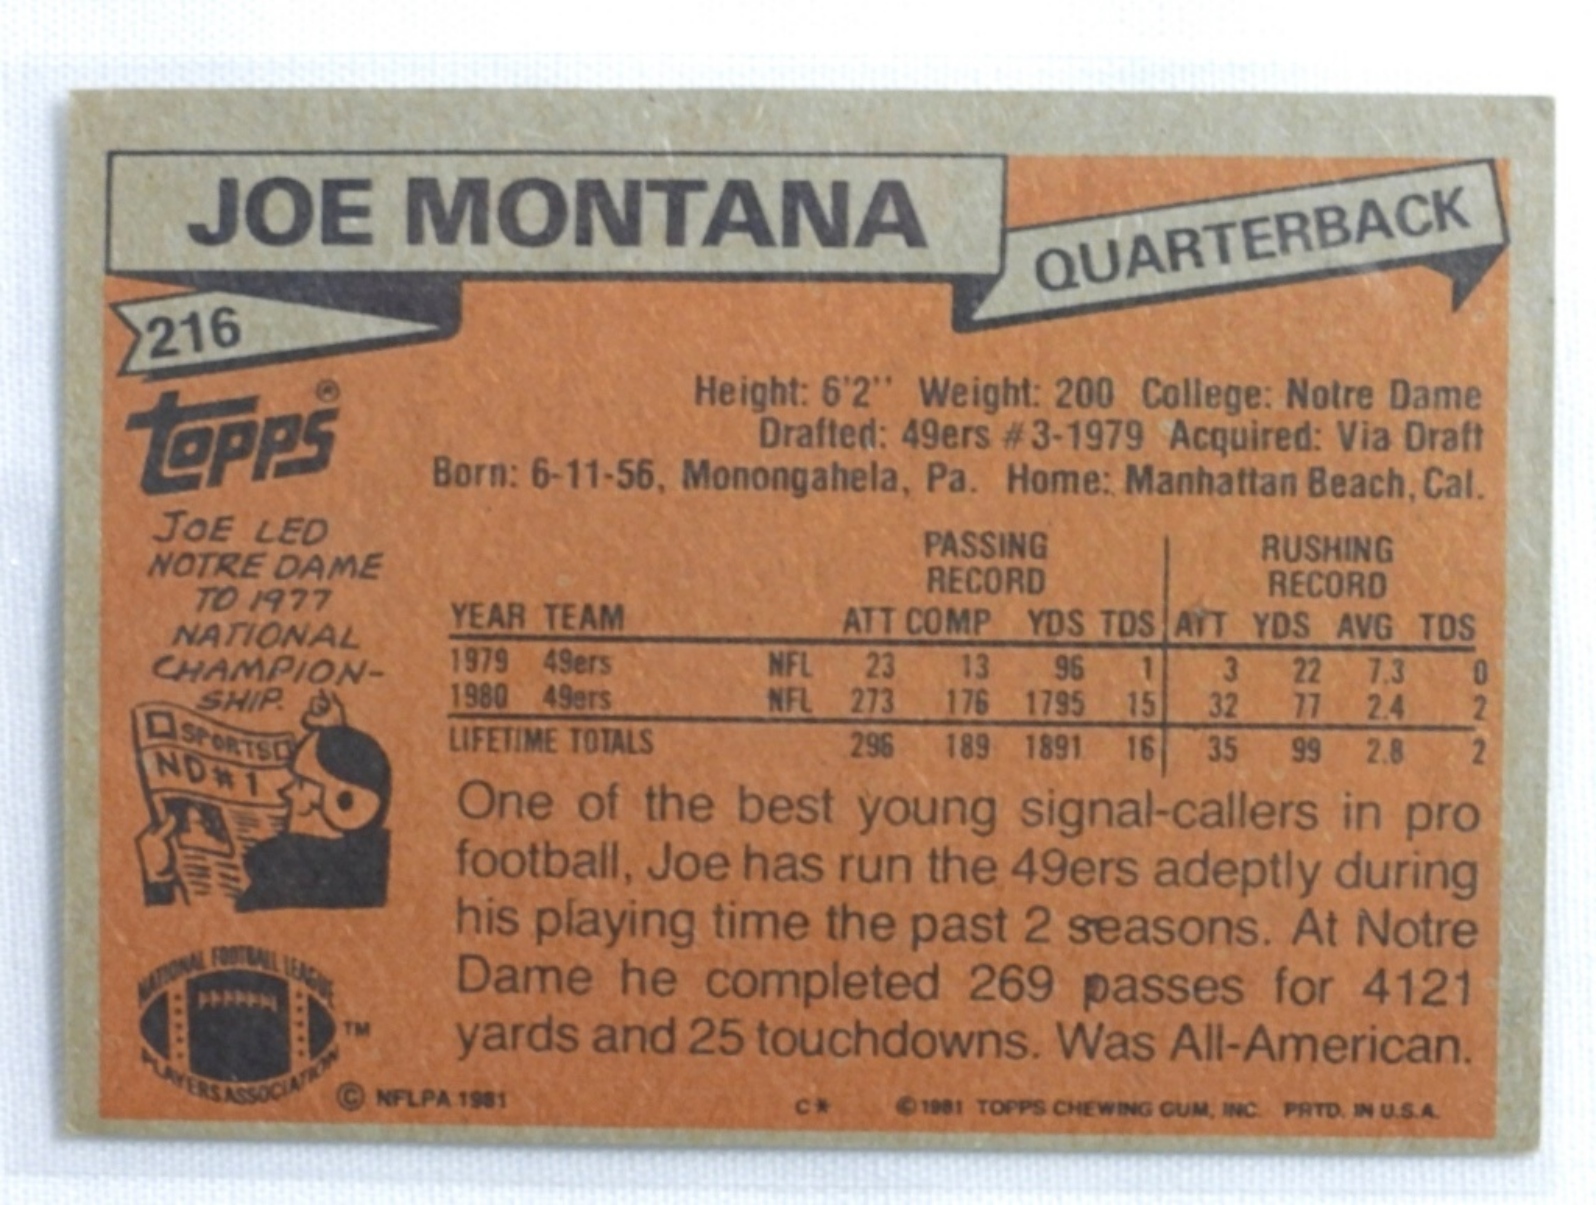 JOE MONTANA
QUARTERBACK
216
TOPPS®
Height: 6'2'' Weight: 200 College: Notre Dame
Drafted: 49ers #3-1979 Acquired: Via Draft
Born: 6-11-56, Monongahela, Pa. Home: Manhattan Beach, Cal.
JOE LED
NOTRE DAME
TO 1977
NATIONAL
CHAMPION-
SHIP.
SPORTS
ND#1
PASSING RUSHING
RECORD RECORD
YEAR TEAM ATT COMP YDS TDS ATT YDS AVG TDS
1979 49ers NFL 23 13 96 1 3 22 7.3 0
1980 49ers NFL 273 176 1795 15 32 77 2.4 2
LIFETIME TOTALS 296 189 1891 16 35 99 2.8 2
One of the best young signal-callers in pro
football, Joe has run the 49ers adeptly during
his playing time the past 2 seasons. At Notre
Dame he completed 269 passes for 4121
yards and 25 touchdowns. Was All-American.
NATIONAL FOOTBALL LEAGUE
PLAYERS ASSOCIATION
TM
© NFLPA 1981
C* ©1981 TOPPS CHEWING GUM, INC. PRTD. IN U.S.A.